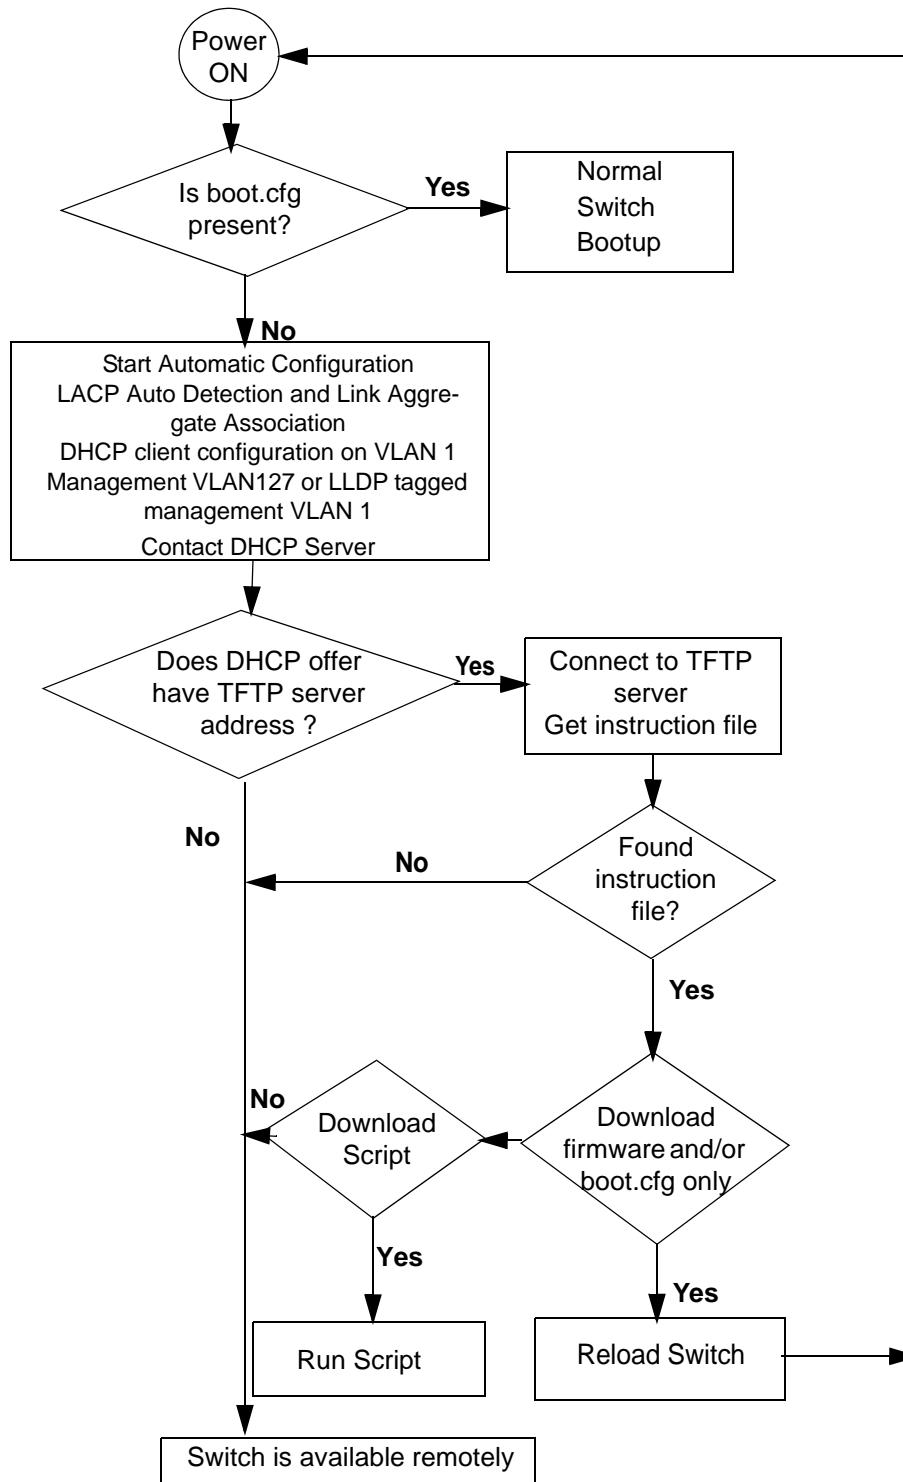 Power
ON
Is boot.cfg
present?
Yes
Normal
Switch
Bootup
No
Start Automatic Configuration
LACP Auto Detection and Link Aggre-
gate Association
DHCP client configuration on VLAN 1
Management VLAN127 or LLDP tagged
management VLAN 1
Contact DHCP Server
Does DHCP offer
have TFTP server
address ?
Yes
Connect to TFTP
server
Get instruction file
No
No
Found
instruction
file?
Yes
No
Download
Script
Download
firmware and/or
boot.cfg only
Yes
Yes
Run Script
Reload Switch
Switch is available remotely